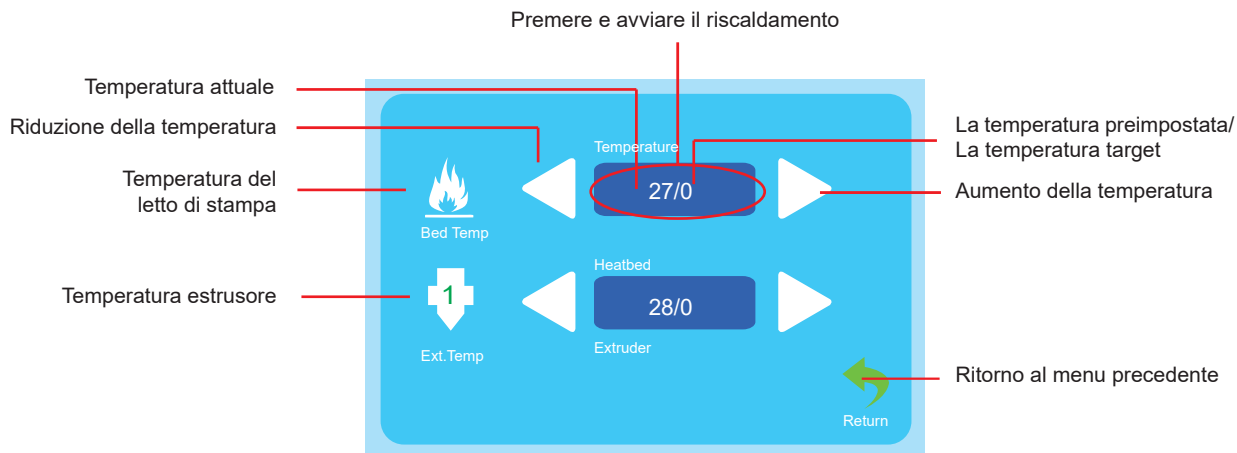 Premere e avviare il riscaldamento
Temperatura attuale
Riduzione della temperatura
Temperatura del
letto di stampa
Temperatura estrusore
Temperature
27/0
Bed Temp
Heatbed
1
28/0
Ext.Temp
Extruder
Return
La temperatura preimpostata/
La temperatura target
Aumento della temperatura
Ritorno al menu precedente